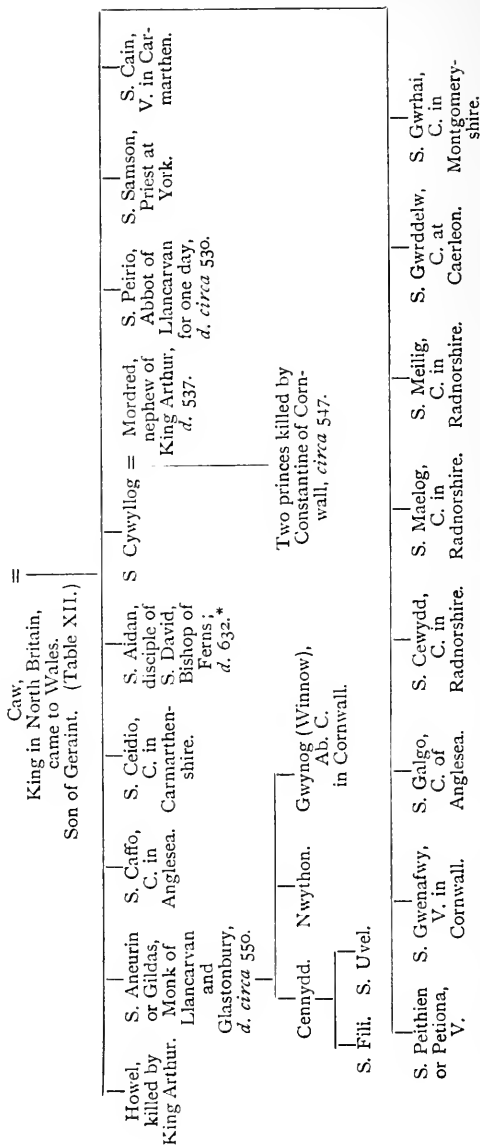 =
Caw,
King in North Britain,
came to Wales.
Son of Geraint. (Table XII.)
Howel,
killed by
King Arthur.
S. Aneurin
or Gildas,
Monk of
Llancarvan
and
Glastonbury,
d. circa 550.
S. Caffo,
C. in
Anglesea.
S. Ceidio,
C. in
Carmarthen-
shire.
S. Aidan,
disciple of
S. David,
Bishop of
Ferns;
d. 632.*
S Cywyllog =
Mordred,
nephew of
King Arthur,
d. 537.
S. Peirio,
Abbot of
Llancarvan
for one day,
d. circa 530.
S. Samson,
Priest at
York.
S. Cain,
V. in Car-
marthen.
Two princes killed by
Constantine of Corn-
wall, circa 547.
Cennydd.
Nwython.
Gwynog (Winnow),
Ab. C.
in Cornwall.
S. Fili.
S. Uvel.
S. Peithien
or Petiona,
V.
S. Gwenafwy,
V. in
Cornwall.
S. Galgo,
C. of
Anglesea.
S. Cewydd,
C. in
Radnorshire.
S. Maelog,
C. in
Radnorshire.
S. Meilig,
C. in
Radnorshire.
S. Gwrddelw,
C. at
Caerleon.
S. Gwrhai,
C. in
Montgomery-
shire.